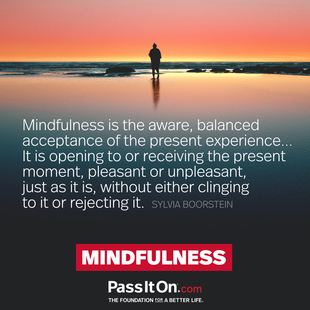 Mindfulness is the aware, balanced
acceptance of the present experience...
It is opening to or receiving the present
moment, pleasant or unpleasant,
just as it is, without either clinging
to it or rejecting it. SYLVIA BOORSTEIN
MINDFULNESS
PassItOn.com
THE FOUNDATION FOR A BETTER LIFE.